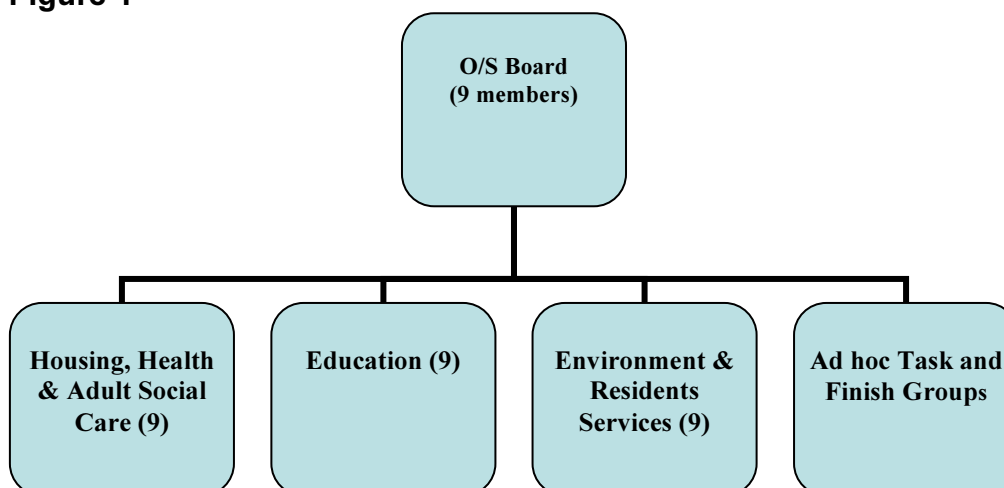 Figure 1
O/S Board
(9 members)
Housing, Health
& Adult Social
Care (9)
Education (9)
Environment &
Residents
Services (9)
Ad hoc Task and
Finish Groups